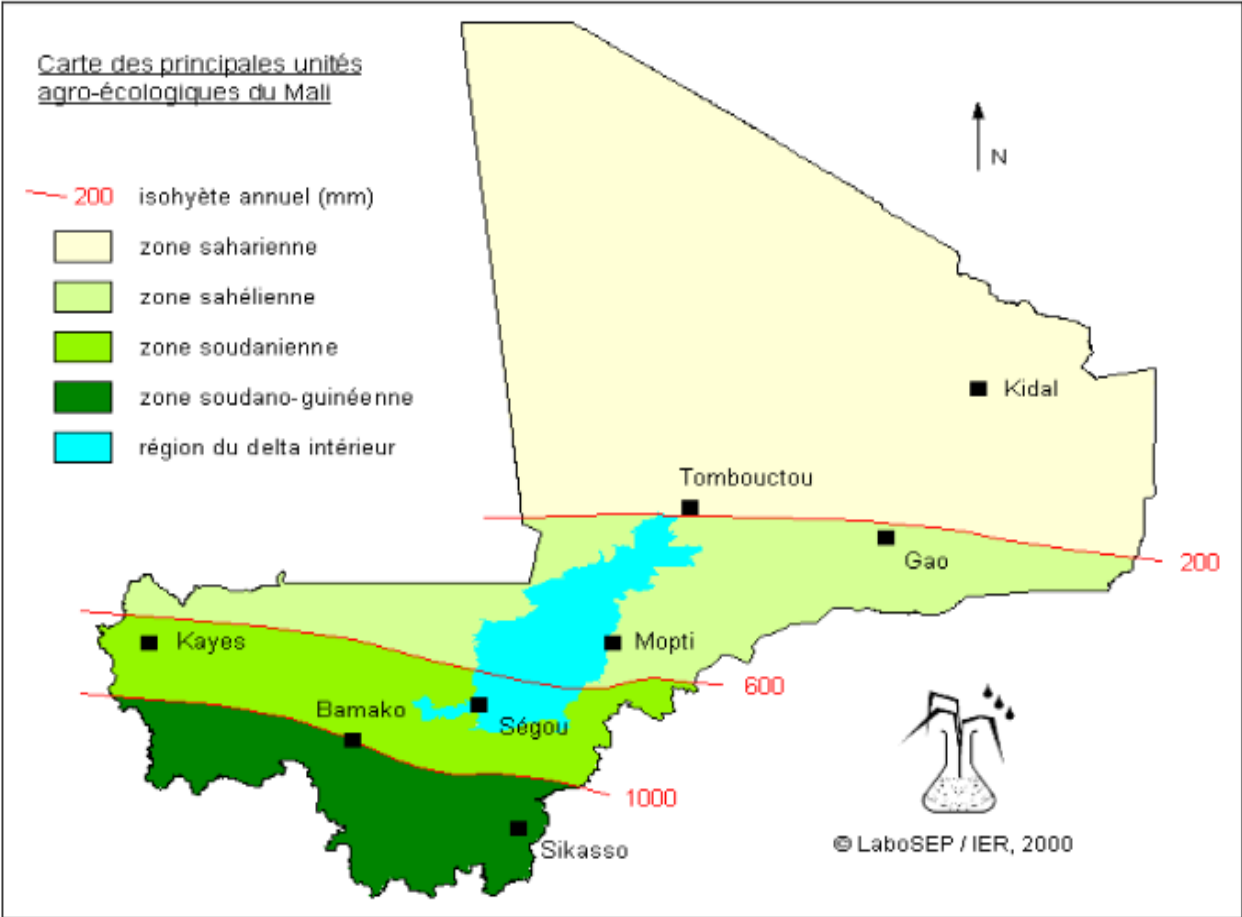 Carte des principales unités
agro-écologiques du Mali
N
200 isohyète annuel (mm)
zone saharienne
zone sahélienne
zone soudanienne
zone soudano-guinéenne
région du delta intérieur
Kidal
Tombouctou
Gao
200
Kayes
Mopti
600
Bamako
Ségou
1000
Sikasso
© LaboSEP / IER, 2000